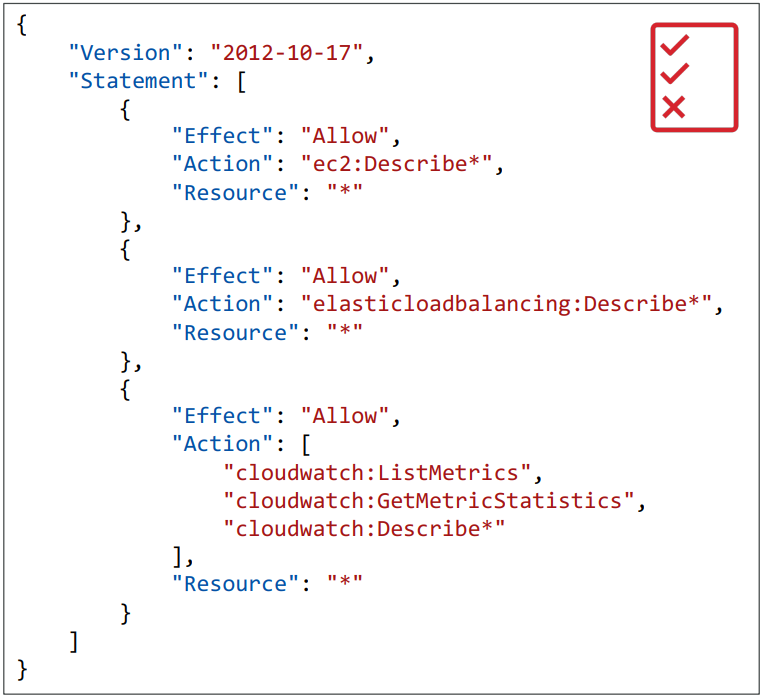 {
    "Version": "2012-10-17",
    "Statement": [
        {
            "Effect": "Allow",
            "Action": "ec2:Describe*",
            "Resource": "*"
        },
        {
            "Effect": "Allow",
            "Action": "elasticloadbalancing:Describe*",
            "Resource": "*"
        },
        {
            "Effect": "Allow",
            "Action": [
                "cloudwatch:ListMetrics",
                "cloudwatch:GetMetricStatistics",
                "cloudwatch:Describe*"
            ],
            "Resource": "*"
        }
    ]
}